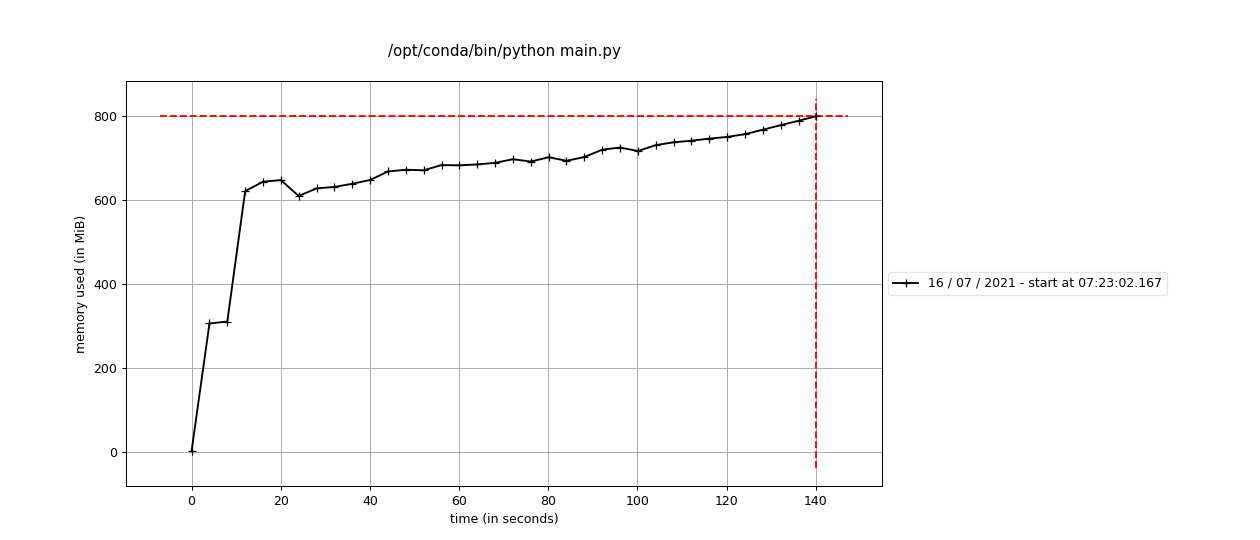 /opt/conda/bin/python main.py
800
600
400
200
0
memory used (in MiB)
0 20 40 60 80 100 120 140
time (in seconds)
16 / 07 / 2021 - start at 07:23:02.167